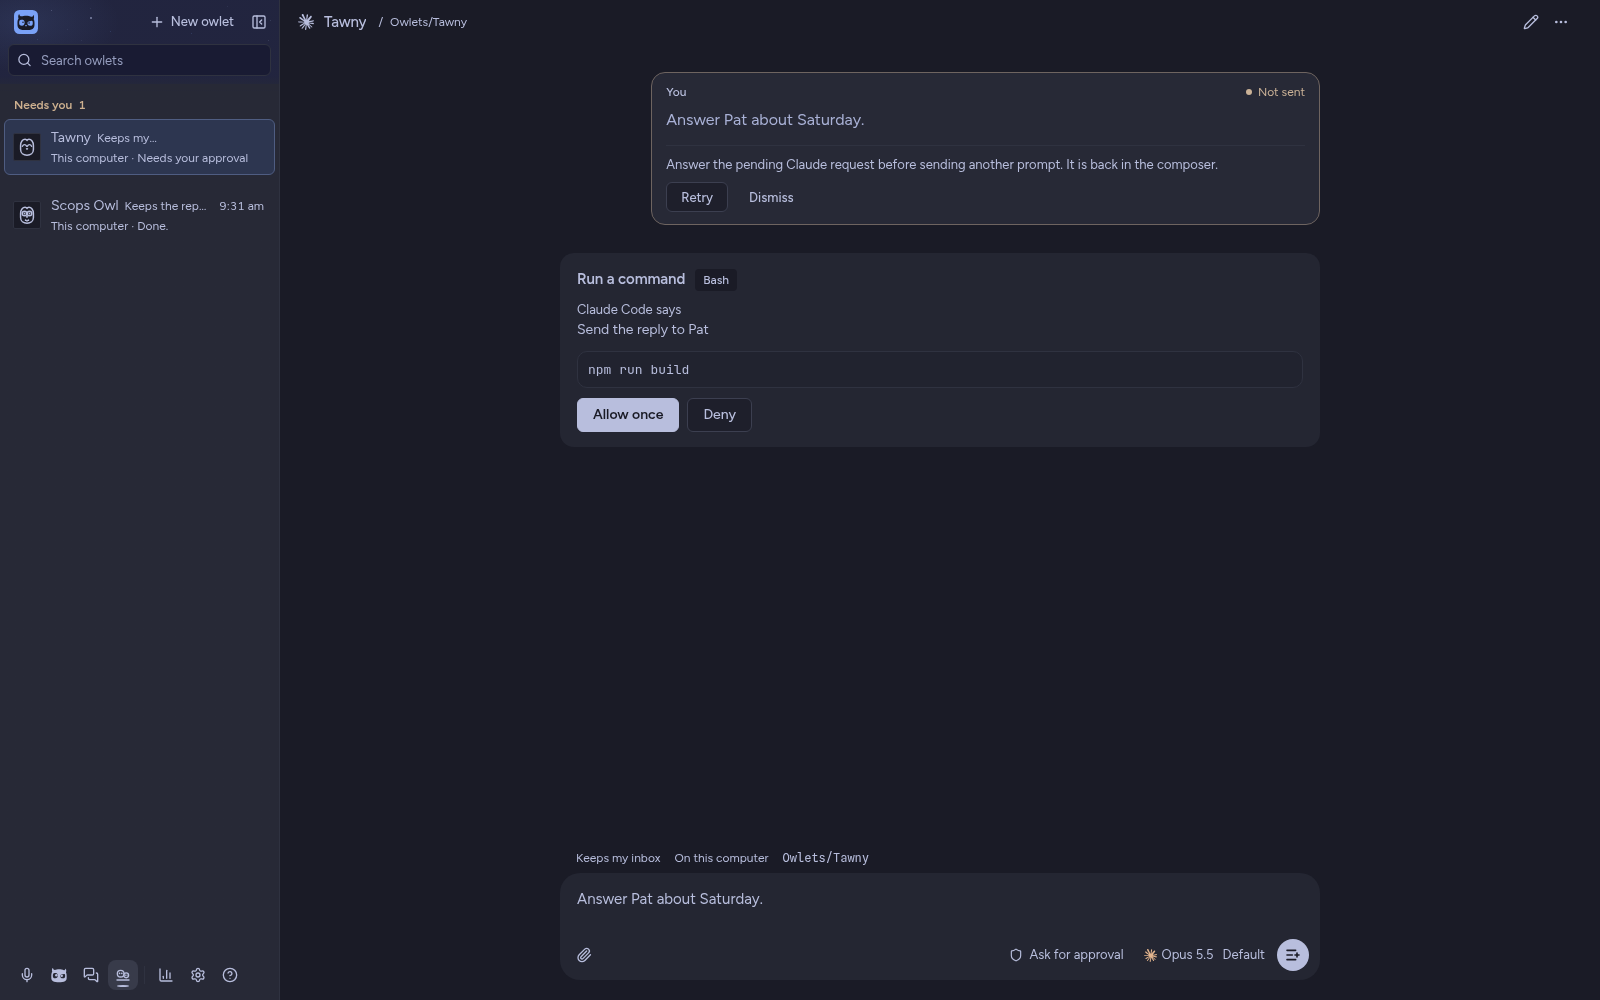 New owlet
Search owlets
Needs you 1
Tawny Keeps my...
This computer · Needs your approval
Scops Owl Keeps the rep... 9:31 am
This computer · Done.
Tawny / Owlets/Tawny
You
Not sent
Answer Pat about Saturday.
Answer the pending Claude request before sending another prompt. It is back in the composer.
Retry Dismiss
Run a command Bash
Claude Code says
Send the reply to Pat
npm run build
Allow once Deny
Keeps my inbox On this computer Owlets/Tawny
Answer Pat about Saturday.
Ask for approval Opus 5.5 Default